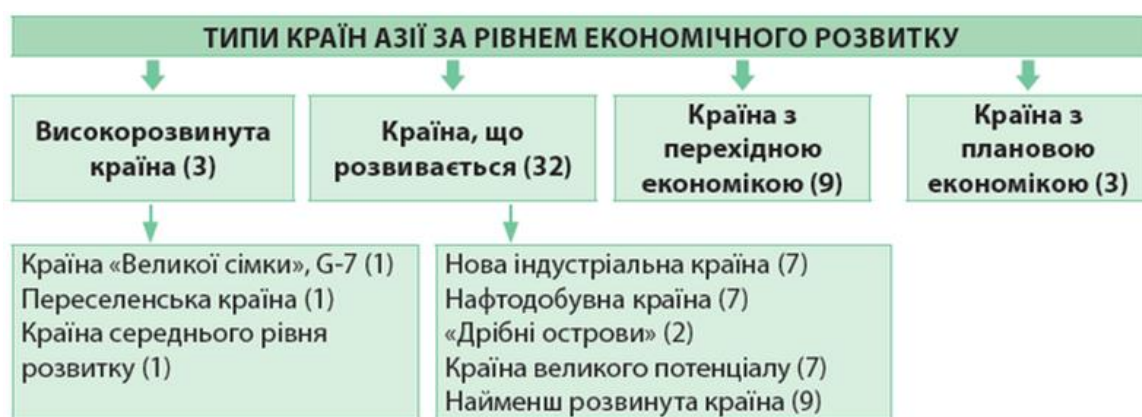 ТИПИ КРАЇН АЗІЇ ЗА РІВНЕМ ЕКОНОМІЧНОГО РОЗВИТКУ
Високорозвинута
країна (3)
Країна, що
розвивається (32)
Країна з
перехідною
економікою (9)
Країна з
плановою
економікою (3)
Країна «Великої сімки», G-7 (1)
Переселенська країна (1)
Країна середнього рівня
розвитку (1)
Нова індустріальна країна (7)
Нафтодобувна країна (7)
«Дрібні острови» (2)
Країна великого потенціалу (7)
Найменш розвинута країна (9)